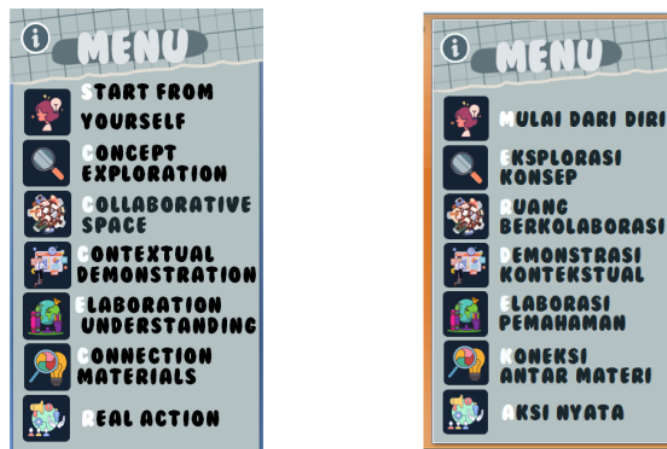 i
MENU
START FROM
YOURSELF
CONCEPT
EXPLORATION
COLLABORATIVE
SPACE
CONTEXTUAL
DEMONSTRATION
ELABORATION
UNDERSTANDING
CONNECTION
MATERIALS
REAL ACTION
i
MENU
MULAI DARI DIRI
EKSPLORASI
KONSEP
RUANG
BERKOLABORASI
DEMONSTRASI
KONTEKSTUAL
ELABORASI
PEMAHAMAN
KONEKSI
ANTAR MATERI
AKSI NYATA